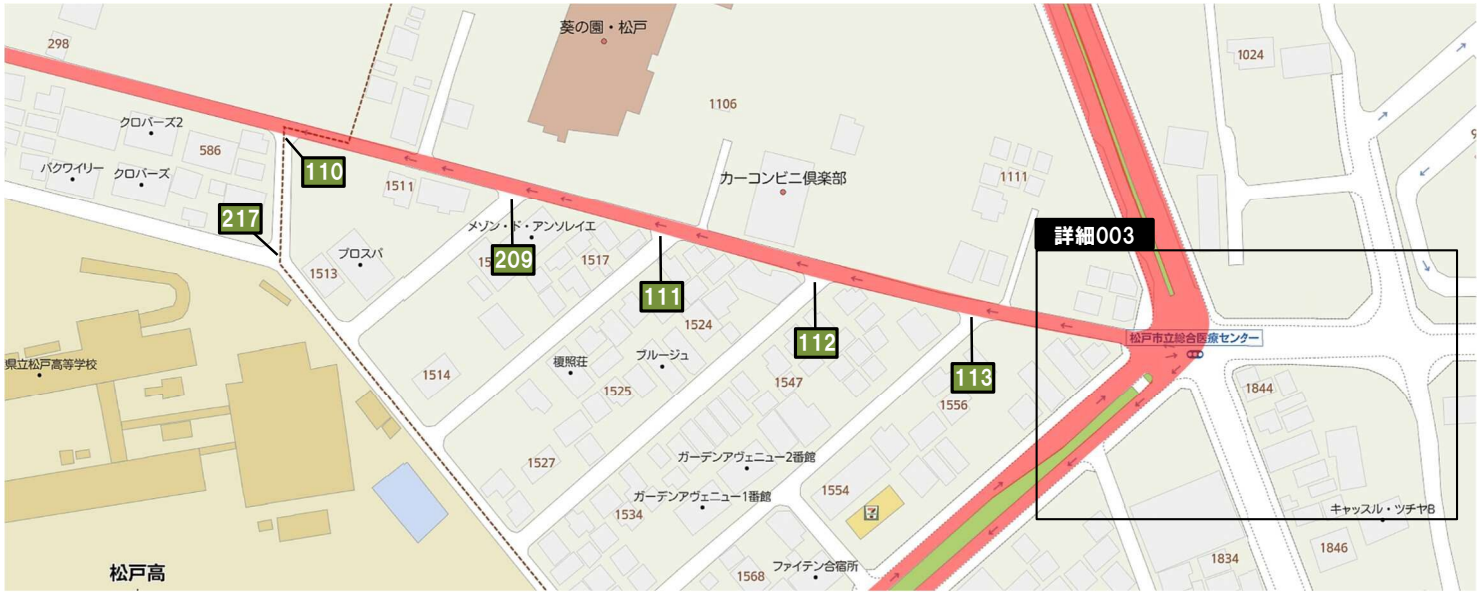 葵の園・松戸
298
1024
1106
クロバーズ2
586
110
カーコンビニ倶楽部
1111
バクワイリー
クロバーズ
1511
217
メゾン・ド・アンソレイエ
詳細003
プロスパ
1513
209
1517
111
1524
112
松戸市立総合医療センター
県立松戸高等学校
1514
榎照荘
ブルージュ
1525
1547
113
1556
1844
1527
ガーデンアヴェニュー2番館
1554
ガーデンアヴェニュー1番館
1534
キャッスル・ツチヤB
松戸高
1568
ファイテン合宿所
1834
1846